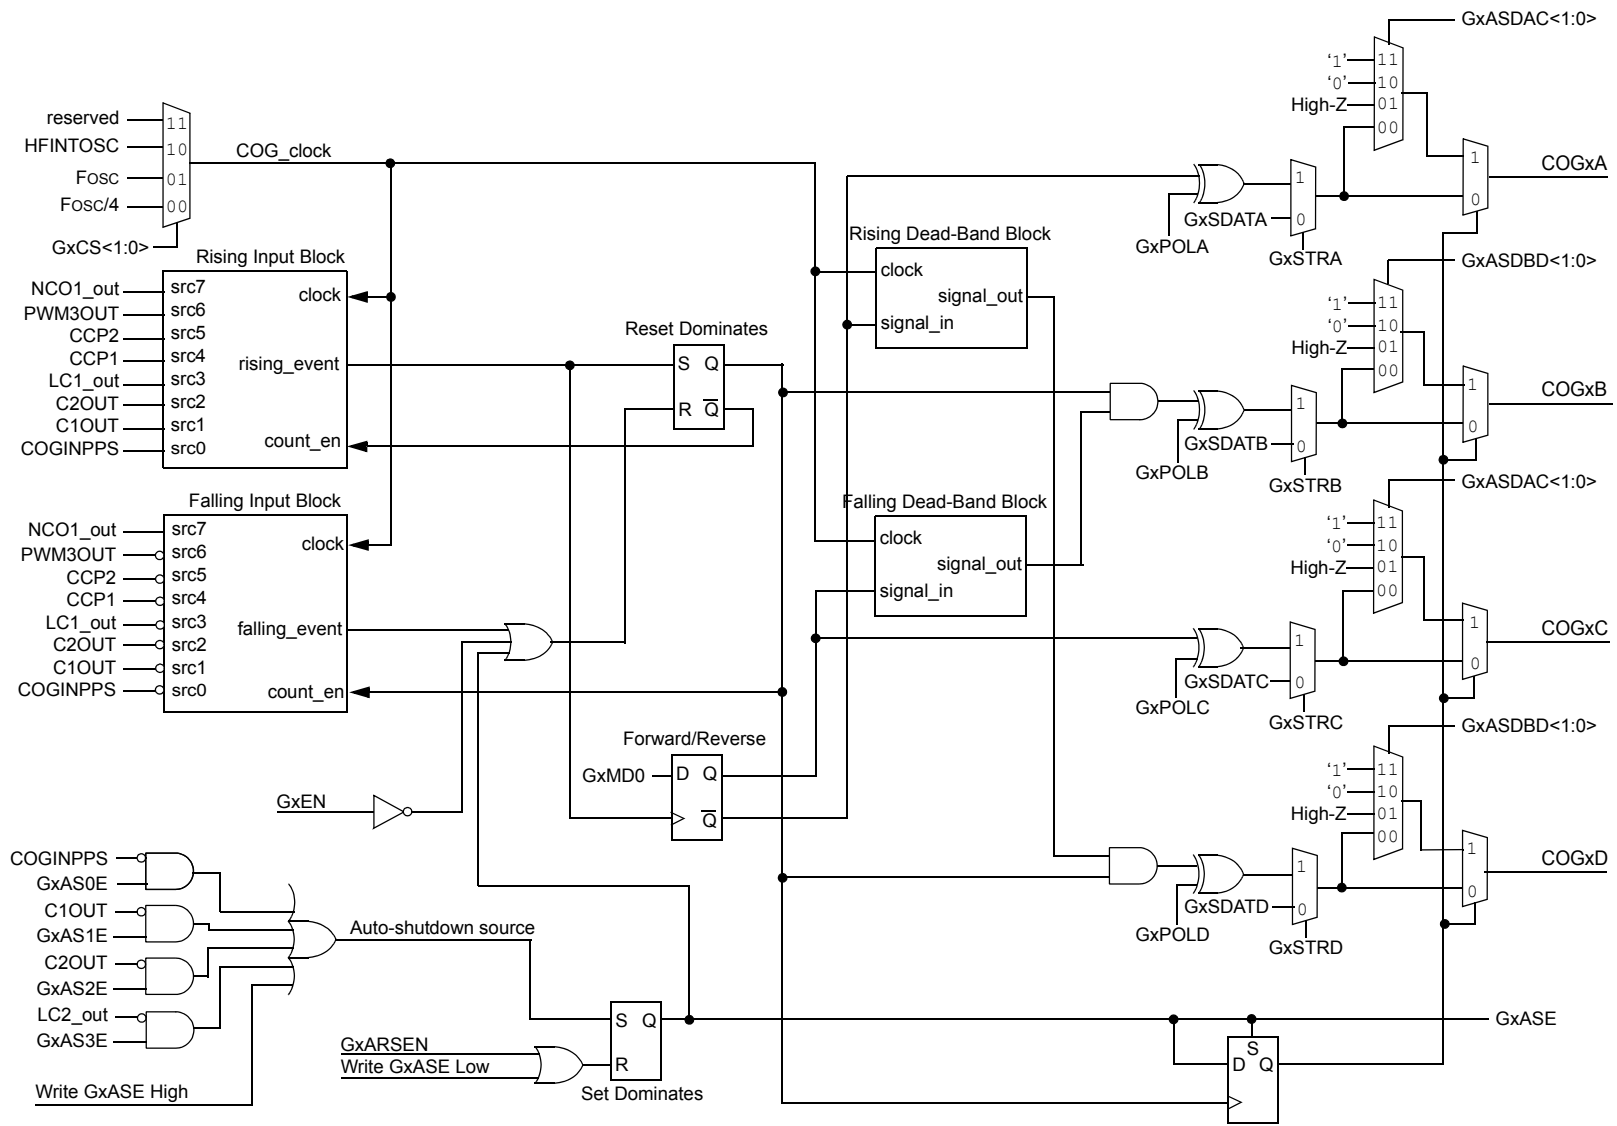 GxASDAC<1:0>
'1' 11
'0' 10
High-Z 01
00
1
0
COGxA
reserved 11
HFINTOSC 10
FOSC 01
FOSC/4 00
GxCS<1:0>
COG_clock
GxPOLA
GxSDATA
1
0
GxSTRA
Rising Input Block
NCO1_out src7
PWM3OUT src6
CCP2 src5
CCP1 src4
LC1_out src3
C2OUT src2
C1OUT src1
COGINPPS src0
clock
rising_event
count_en
Reset Dominates
S Q
R Q
Rising Dead-Band Block
clock
signal_out
signal_in
GxASDBD<1:0>
'1' 11
'0' 10
High-Z 01
00
1
0
COGxB
GxPOLB
GxSDATB
1
0
GxSTRB
Falling Input Block
NCO1_out src7
PWM3OUT src6
CCP2 src5
CCP1 src4
LC1_out src3
C2OUT src2
C1OUT src1
COGINPPS src0
clock
falling_event
count_en
Falling Dead-Band Block
clock
signal_out
signal_in
GxASDAC<1:0>
'1' 11
'0' 10
High-Z 01
00
1
0
COGxC
GxPOLC
GxSDATC
1
0
GxSTRC
Forward/Reverse
GxMD0
D Q
Q
GxEN
GxASDBD<1:0>
'1' 11
'0' 10
High-Z 01
00
1
0
COGxD
GxPOLD
GxSDATD
1
0
GxSTRD
COGINPPS
GxAS0E
C1OUT
GxAS1E
C2OUT
GxAS2E
LC2_out
GxAS3E
Write GxASE High
Auto-shutdown source
GxARSEN
Write GxASE Low
S Q
R
Set Dominates
GxASE
S
D Q